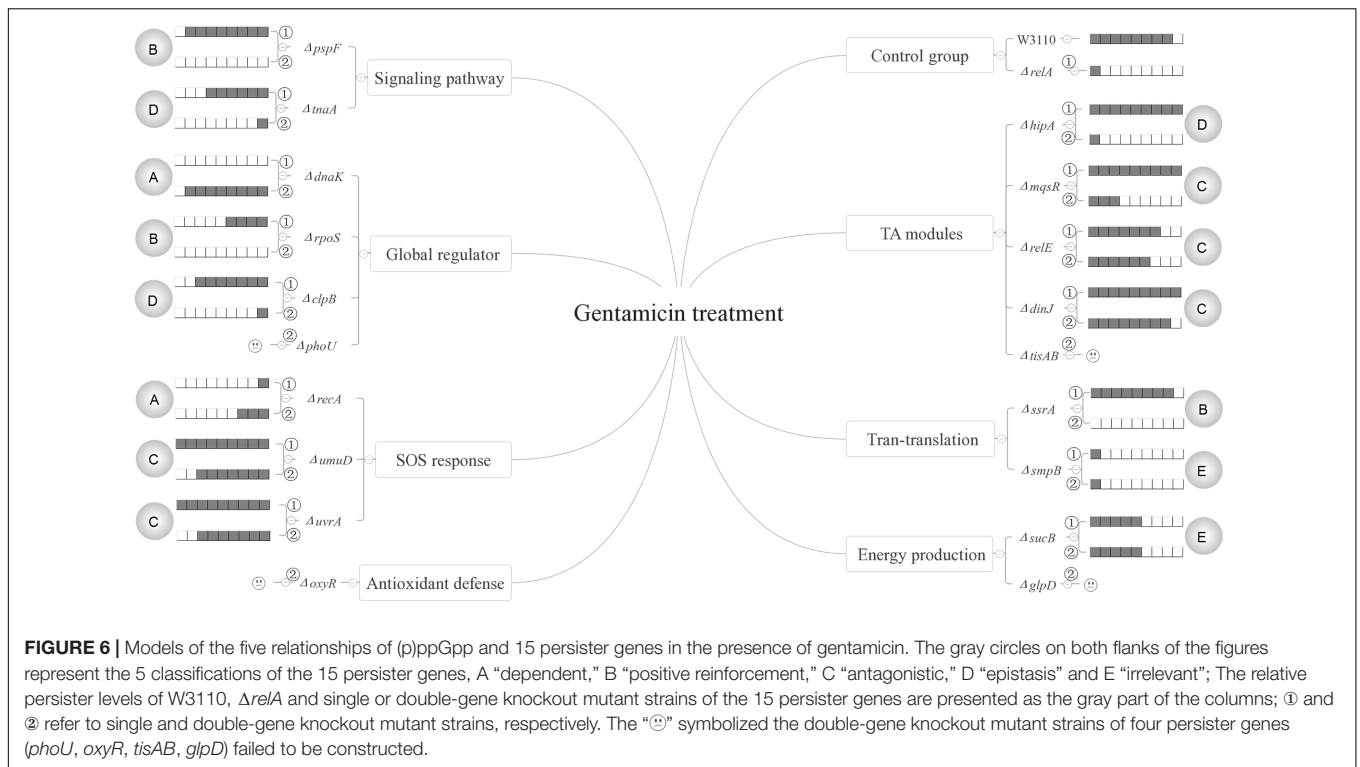 B
①
ΔpspF
②
D
①
ΔtnaA
②
Signaling pathway
A
①
ΔdnaK
②
B
①
ΔrpoS
②
D
①
ΔclpB
②
②
ΔphoU
Global regulator
A
①
ΔrecA
②
C
①
ΔumuD
②
C
①
ΔuvrA
②
SOS response
②
ΔoxyR
Antioxidant defense
Gentamicin treatment
Control group
W3110
①
ΔrelA
TA modules
①
ΔhipA
②
D
①
ΔmqsR
②
C
①
ΔrelE
②
C
①
ΔdinJ
②
C
②
ΔtisAB
Tran-translation
①
ΔssrA
②
B
①
ΔsmpB
②
E
Energy production
①
ΔsucB
②
E
②
ΔglpD
FIGURE 6 | Models of the five relationships of (p)ppGpp and 15 persister genes in the presence of gentamicin. The gray circles on both flanks of the figures
represent the 5 classifications of the 15 persister genes, A “dependent,” B “positive reinforcement,” C “antagonistic,” D “epistasis” and E “irrelevant”; The relative
persister levels of W3110, ΔrelA and single or double-gene knockout mutant strains of the 15 persister genes are presented as the gray part of the columns; ① and
② refer to single and double-gene knockout mutant strains, respectively. The “☹” symbolized the double-gene knockout mutant strains of four persister genes
(phoU, oxyR, tisAB, glpD) failed to be constructed.